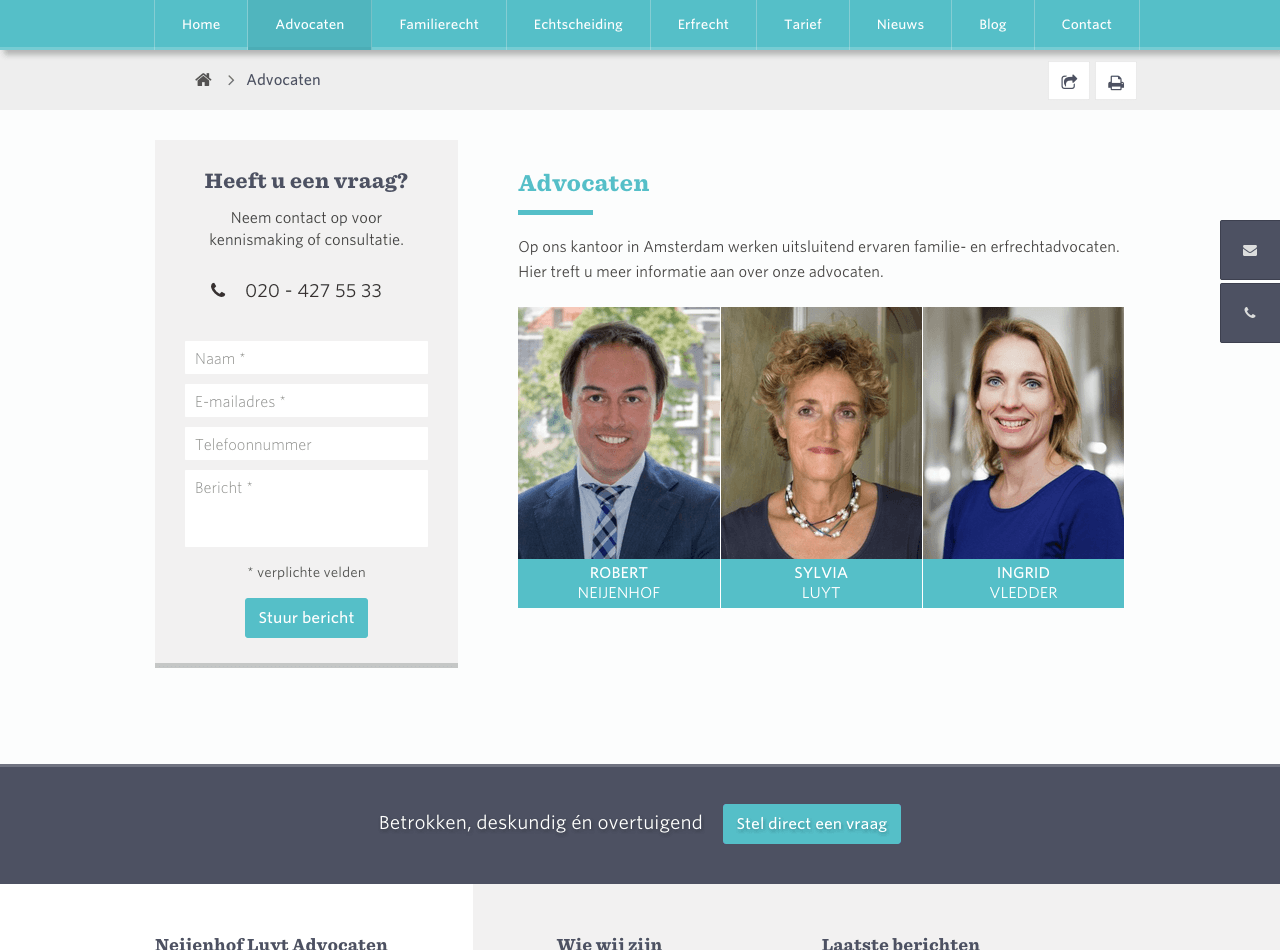 Home Advocaten Familierecht Echtscheiding Erfrecht Tarief Nieuws Blog Contact
Advocaten
Heeft u een vraag?
Neem contact op voor
kennismaking of consultatie.
020 - 427 55 33
Naam *
E-mailadres *
Telefoonnummer
Bericht *
* verplichte velden
Stuur bericht
Advocaten
Op ons kantoor in Amsterdam werken uitsluitend ervaren familie- en erfrechtadvocaten.
Hier treft u meer informatie aan over onze advocaten.
ROBERT
NEIJENHOF
SYLVIA
LUYT
INGRID
VLEDDER
Betrokken, deskundig én overtuigend
Stel direct een vraag
Neijenhof Luyt Advocaten
Wie wij zijn
Laatste berichten